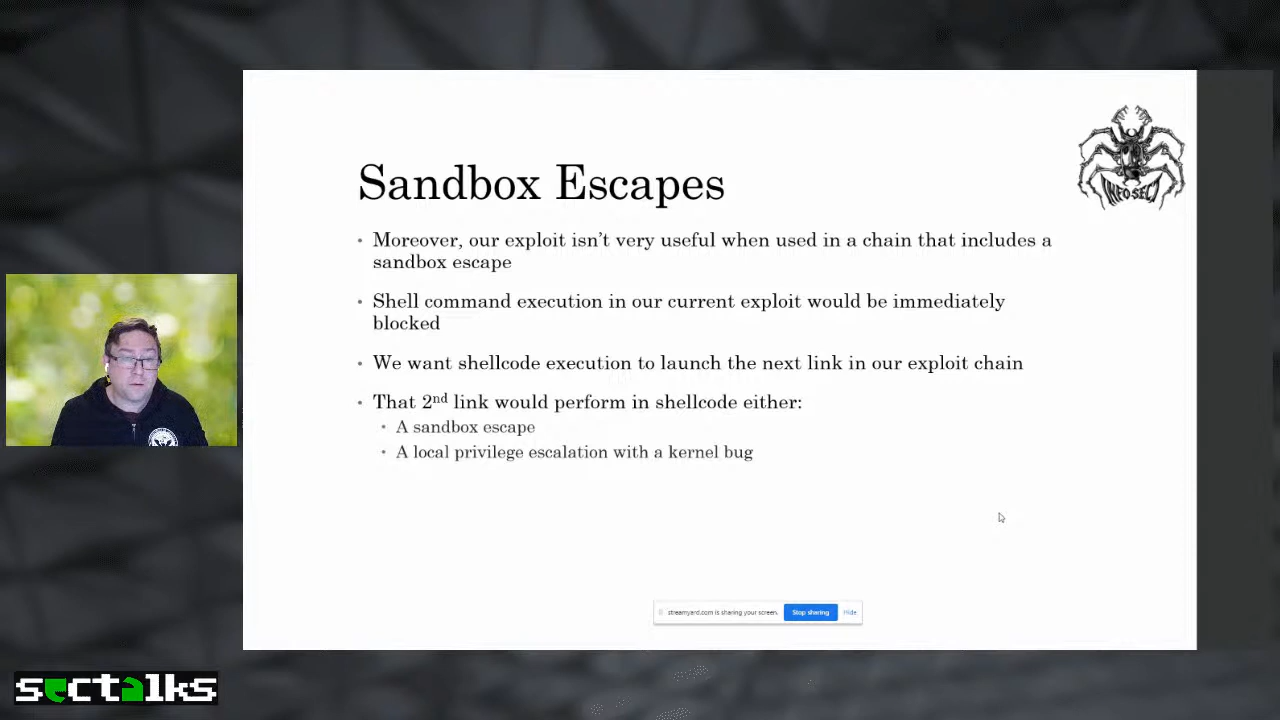 INFOSECT
Sandbox Escapes
• Moreover, our exploit isn’t very useful when used in a chain that includes a
sandbox escape
• Shell command execution in our current exploit would be immediately
blocked
• We want shellcode execution to launch the next link in our exploit chain
• That 2nd link would perform in shellcode either:
• A sandbox escape
• A local privilege escalation with a kernel bug
streamyard.com is sharing your screen.
Stop sharing
Hide
sectalks